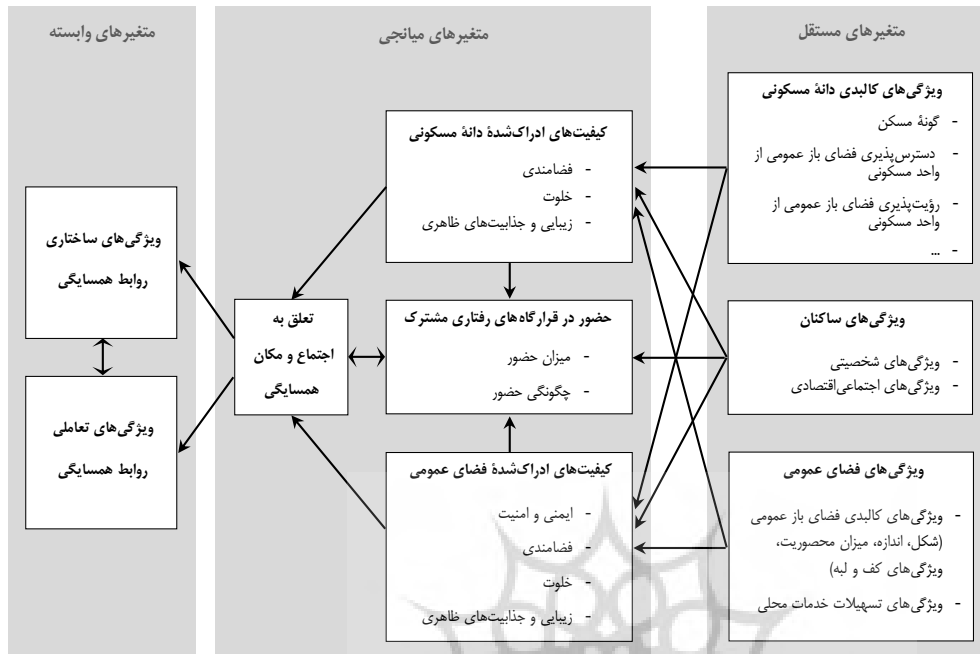 متغیرهای مستقل
ویژگی‌های کالبدی دانهٔ مسکونی
- گونهٔ مسکن
- دسترس‌پذیری فضای باز عمومی از
واحد مسکونی
- رؤیت‌پذیری فضای باز عمومی از
واحد مسکونی
- ...
ویژگی‌های ساکنان
- ویژگی‌های شخصیتی
- ویژگی‌های اجتماعی‌اقتصادی
ویژگی‌های فضای عمومی
- ویژگی‌های کالبدی فضای باز عمومی
(شکل، اندازه، میزان محصوریت،
ویژگی‌های کف و لبه)
- ویژگی‌های تسهیلات خدمات محلی
متغیرهای میانجی
کیفیت‌های ادراک‌شدهٔ دانهٔ مسکونی
- فضامندی
- خلوت
- زیبایی و جذابیت‌های ظاهری
حضور در قرارگاه‌های رفتاری مشترک
- میزان حضور
- چگونگی حضور
کیفیت‌های ادراک‌شدهٔ فضای عمومی
- ایمنی و امنیت
- فضامندی
- خلوت
- زیبایی و جذابیت‌های ظاهری
تعلق به
اجتماع و مکان
همسایگی
متغیرهای وابسته
ویژگی‌های ساختاری
روابط همسایگی
ویژگی‌های تعاملی
روابط همسایگی